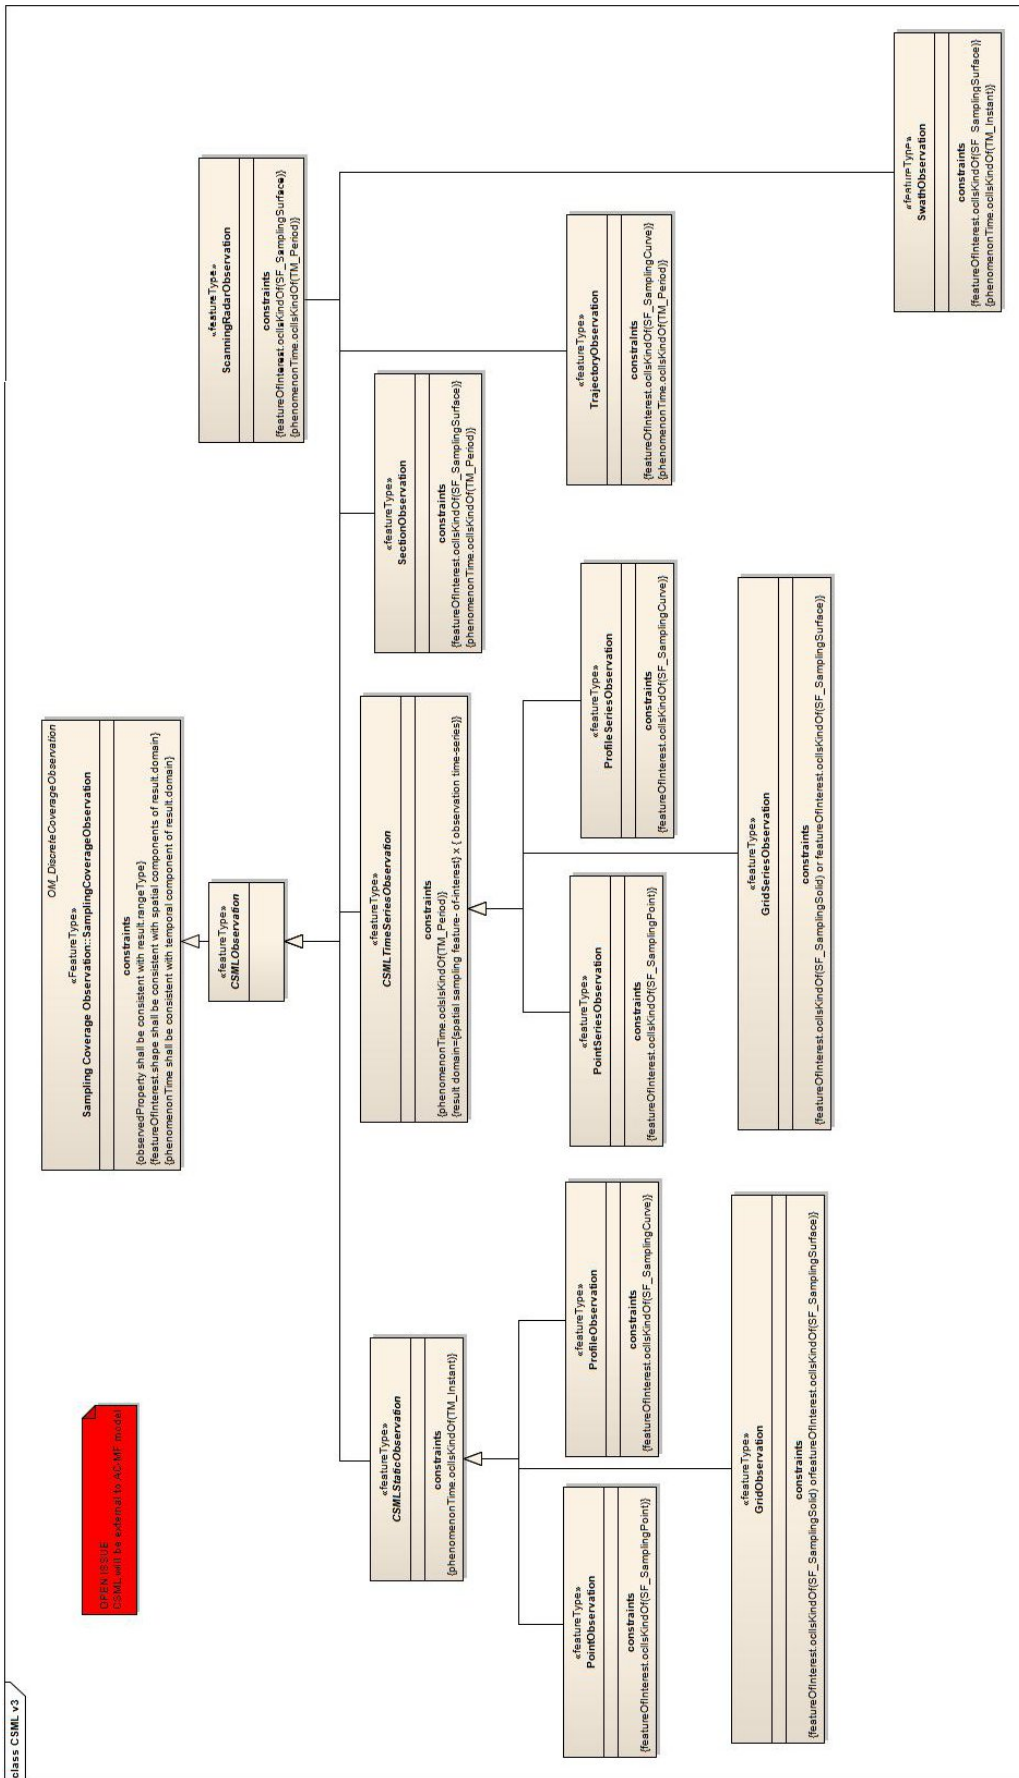 class CSML v3
OPEN ISSUE
CSML will be external to AC-MF model
OM_DiscreteCoverageObservation
«FeatureType»
Sampling Coverage Observation::SamplingCoverageObservation
constraints
{observedProperty shall be consistent with result.rangeType}
{featureOfInterest.shape shall be consistent with spatial components of result.domain}
{phenomenonTime shall be consistent with temporal component of result.domain}
«featureType»
CSMLObservation
«featureType»
CSMLStaticObservation
constraints
{phenomenonTime.oclIsKindOf(TM_Instant)}
«featureType»
CSMLTimeSeriesObservation
constraints
{phenomenonTime.oclsIsKindOf(TM_Period)}
{result domain={spatial sampling feature- of-interest} x { observation time-series}}
«featureType»
SectionObservation
constraints
{featureOfInterest.oclIsKindOf(SF_SamplingSurface)}
{phenomenonTime.oclIsKindOf(TM_Period)}
«featureType»
ScanningRadarObservation
constraints
{featureOfInterest.oclIsKindOf(SF_SamplingSurface)}
{phenomenonTime.oclIsKindOf(TM_Period)}
«featureType»
PointObservation
constraints
{featureOfInterest.oclIsKindOf(SF_SamplingPoint)}
«featureType»
ProfileObservation
constraints
{featureOfInterest.oclIsKindOf(SF_SamplingCurve)}
«featureType»
PointSeriesObservation
constraints
{featureOfInterest.oclIsKindOf(SF_SamplingPoint)}
«featureType»
ProfileSeriesObservation
constraints
{featureOfInterest.oclIsKindOf(SF_SamplingCurve)}
«featureType»
TrajectoryObservation
constraints
{featureOfInterest.oclIsKindOf(SF_SamplingCurve)}
{phenomenonTime.oclIsKindOf(TM_Period)}
«featureType»
GridObservation
constraints
{featureOfInterest.oclIsKindOf(SF_SamplingSolid) orfeatureOfInterest.oclIsKindOf(SF_SamplingSurface)}
«featureType»
GridSeriesObservation
constraints
{featureOfInterest.oclIsKindOf(SF_SamplingSolid) or featureOfInterest.oclIsKindOf(SF_SamplingSurface)}
«featureType»
SwathObservation
constraints
{featureOfInterest.oclIsKindOf(SF_SamplingSurface)}
{phenomenonTime.oclIsKindOf(TM_Instant)}